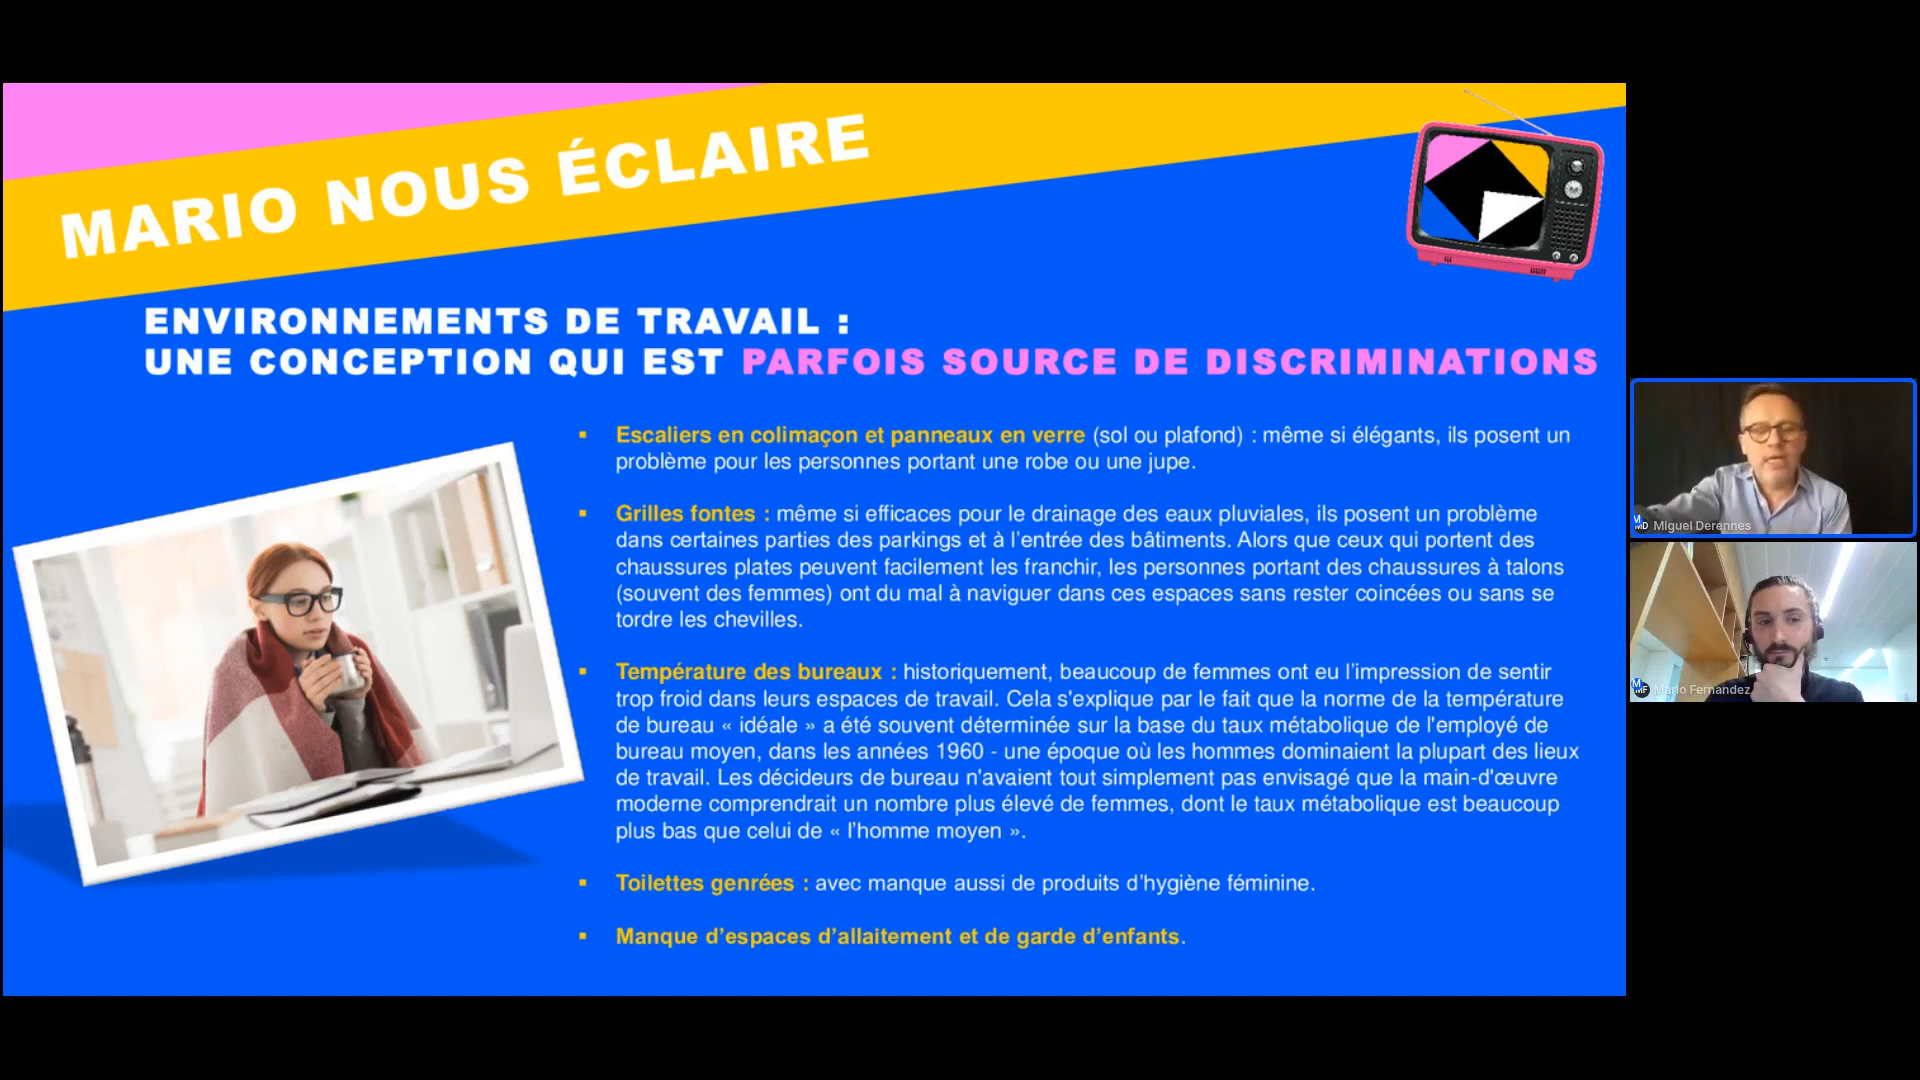 MARIO NOUS ÉCLAIRE
ENVIRONNEMENTS DE TRAVAIL :
UNE CONCEPTION QUI EST PARFOIS SOURCE DE DISCRIMINATIONS
▪ Escaliers en colimaçon et panneaux en verre (sol ou plafond) : même si élégants, ils posent un
problème pour les personnes portant une robe ou une jupe.
▪ Grilles fontes : même si efficaces pour le drainage des eaux pluviales, ils posent un problème
dans certaines parties des parkings et à l’entrée des bâtiments. Alors que ceux qui portent des
chaussures plates peuvent facilement les franchir, les personnes portant des chaussures à talons
(souvent des femmes) ont du mal à naviguer dans ces espaces sans rester coincées ou sans se
tordre les chevilles.
▪ Température des bureaux : historiquement, beaucoup de femmes ont eu l’impression de sentir
trop froid dans leurs espaces de travail. Cela s'explique par le fait que la norme de la température
de bureau « idéale » a été souvent déterminée sur la base du taux métabolique de l'employé de
bureau moyen, dans les années 1960 - une époque où les hommes dominaient la plupart des lieux
de travail. Les décideurs de bureau n'avaient tout simplement pas envisagé que la main-d'œuvre
moderne comprendrait un nombre plus élevé de femmes, dont le taux métabolique est beaucoup
plus bas que celui de « l’homme moyen ».
▪ Toilettes genrées : avec manque aussi de produits d’hygiène féminine.
▪ Manque d’espaces d’allaitement et de garde d’enfants.
M
MD Miguel Derennes
M
MF Mario Fernandez